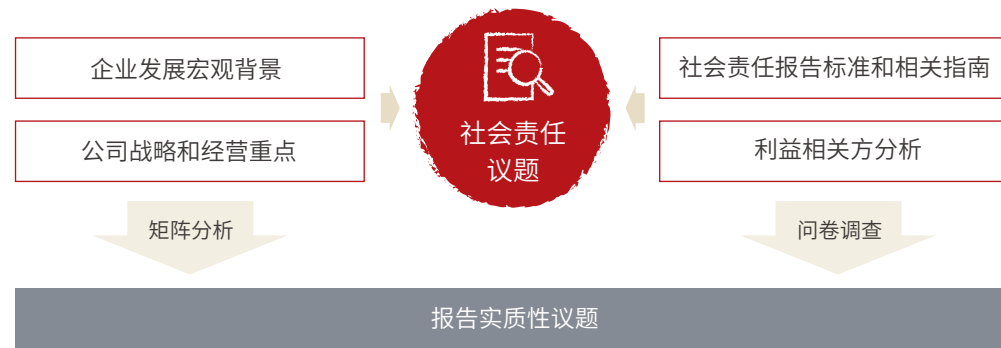 企业发展宏观背景
公司战略和经营重点
社会责任
议题
社会责任报告标准和相关指南
利益相关方分析
矩阵分析
问卷调查
报告实质性议题